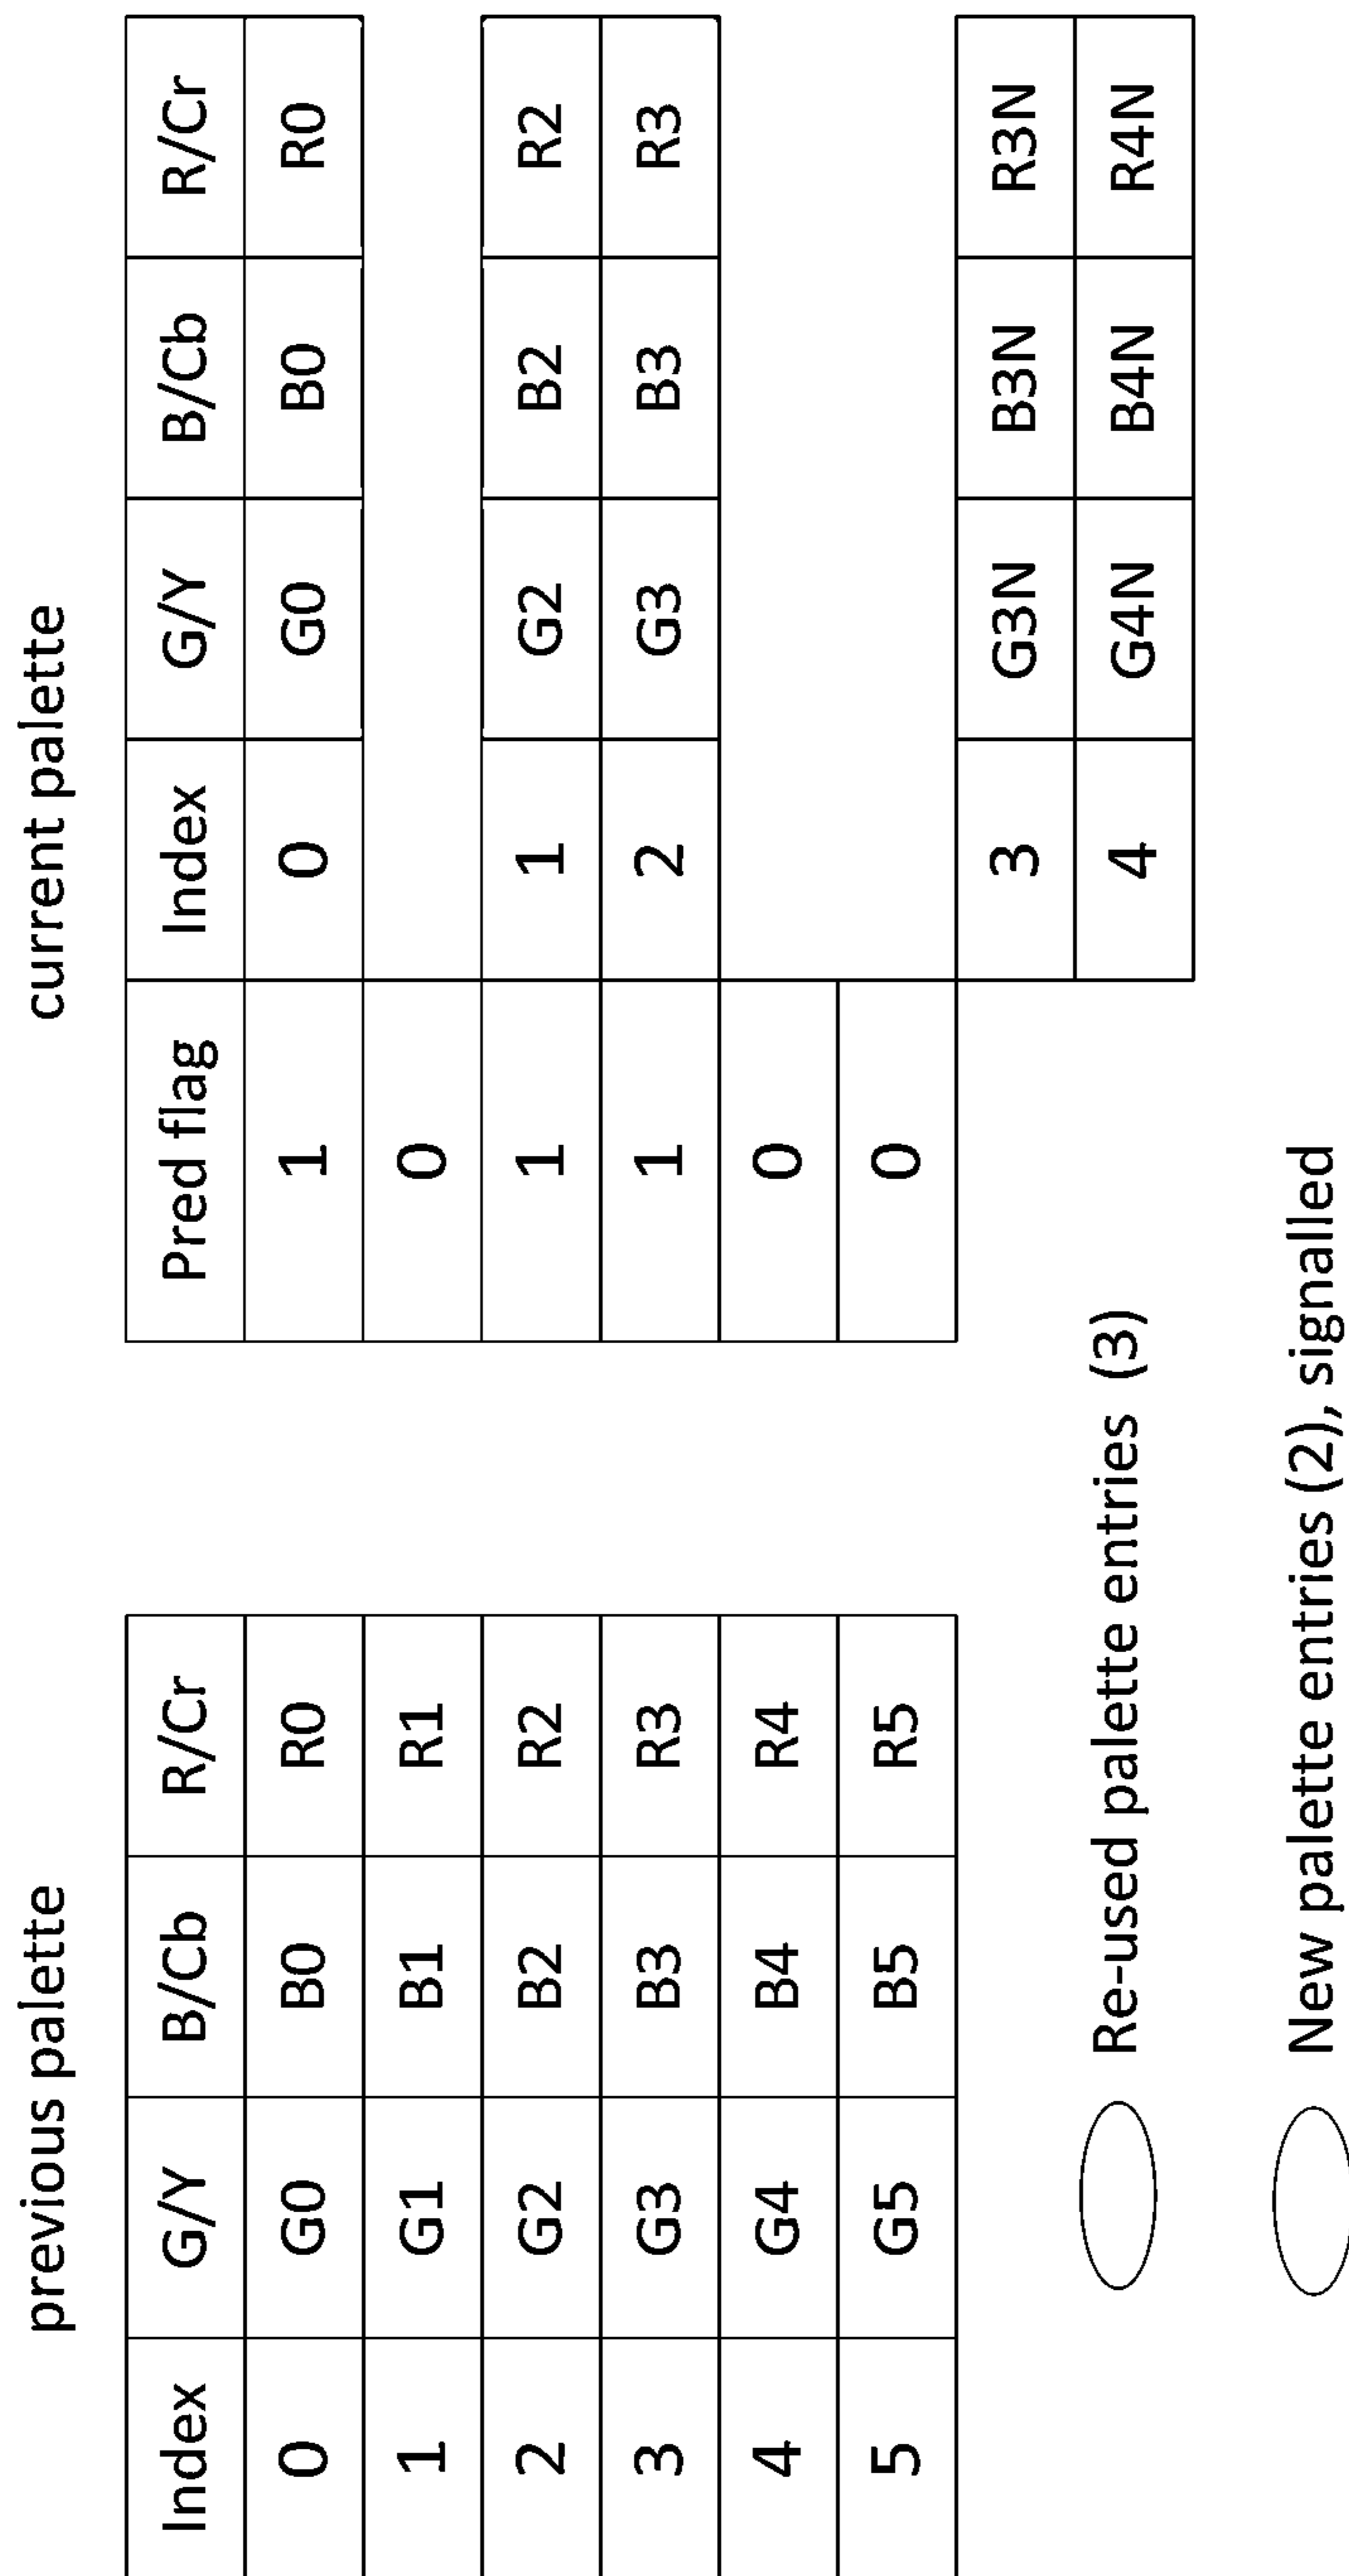 previous palette
Index G/Y B/Cb R/Cr
0 G0 B0 R0
1 G1 B1 R1
2 G2 B2 R2
3 G3 B3 R3
4 G4 B4 R4
5 G5 B5 R5
current palette
Pred flag Index G/Y B/Cb R/Cr
1 0 G0 B0 R0
0
1 1 G2 B2 R2
1 2 G3 B3 R3
0
0
3 G3N B3N R3N
4 G4N B4N R4N
Re-used palette entries (3)
New palette entries (2), signalled